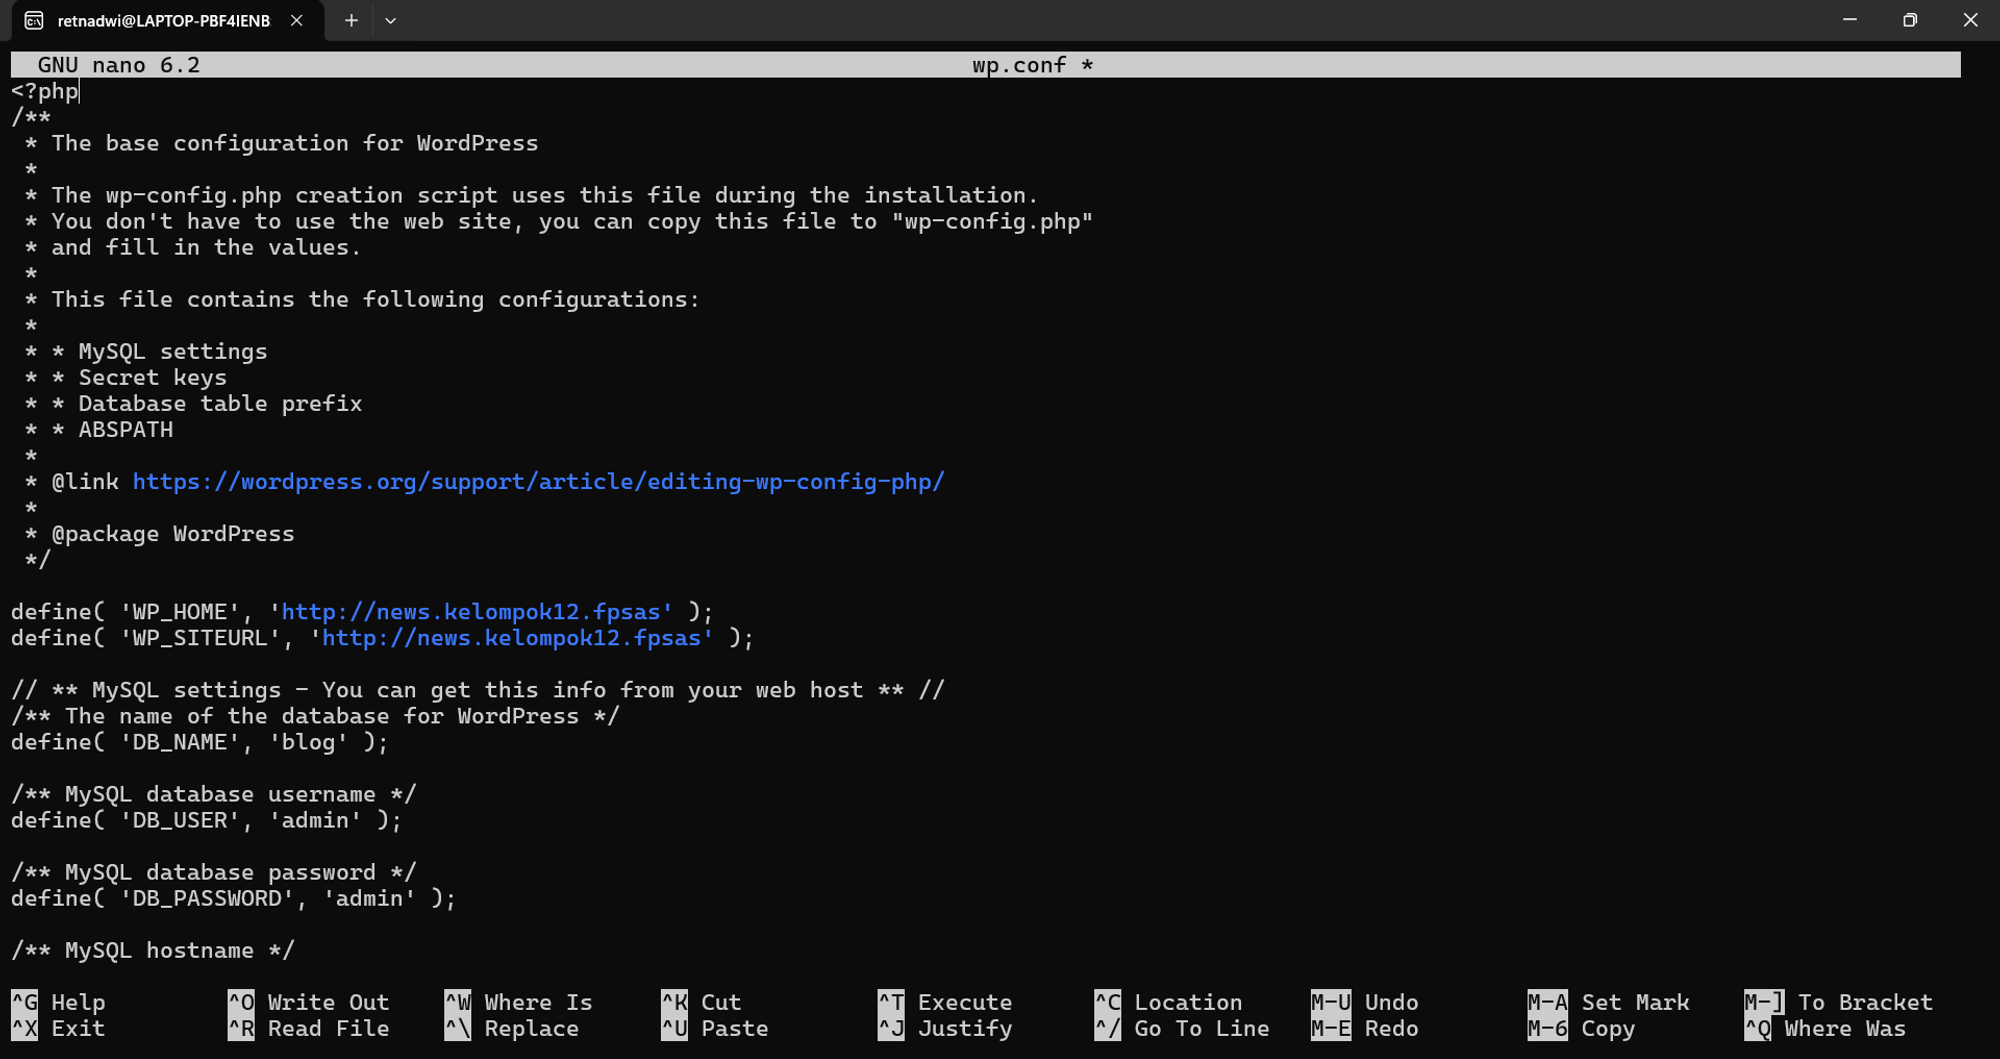 retnadwi@LAPTOP-PBF4IENB
GNU nano 6.2 wp.conf *
<?php
/**
 * The base configuration for WordPress
 *
 * The wp-config.php creation script uses this file during the installation.
 * You don't have to use the web site, you can copy this file to "wp-config.php"
 * and fill in the values.
 *
 * This file contains the following configurations:
 *
 * * MySQL settings
 * * Secret keys
 * * Database table prefix
 * * ABSPATH
 *
 * @link https://wordpress.org/support/article/editing-wp-config-php/
 *
 * @package WordPress
 */

define( 'WP_HOME', 'http://news.kelompok12.fpsas' );
define( 'WP_SITEURL', 'http://news.kelompok12.fpsas' );

// ** MySQL settings - You can get this info from your web host ** //
/** The name of the database for WordPress */
define( 'DB_NAME', 'blog' );

/** MySQL database username */
define( 'DB_USER', 'admin' );

/** MySQL database password */
define( 'DB_PASSWORD', 'admin' );

/** MySQL hostname */

^G Help ^O Write Out ^W Where Is ^K Cut ^T Execute ^C Location M-U Undo M-A Set Mark M-] To Bracket
^X Exit ^R Read File ^\ Replace ^U Paste ^J Justify ^/ Go To Line M-E Redo M-6 Copy ^Q Where Was